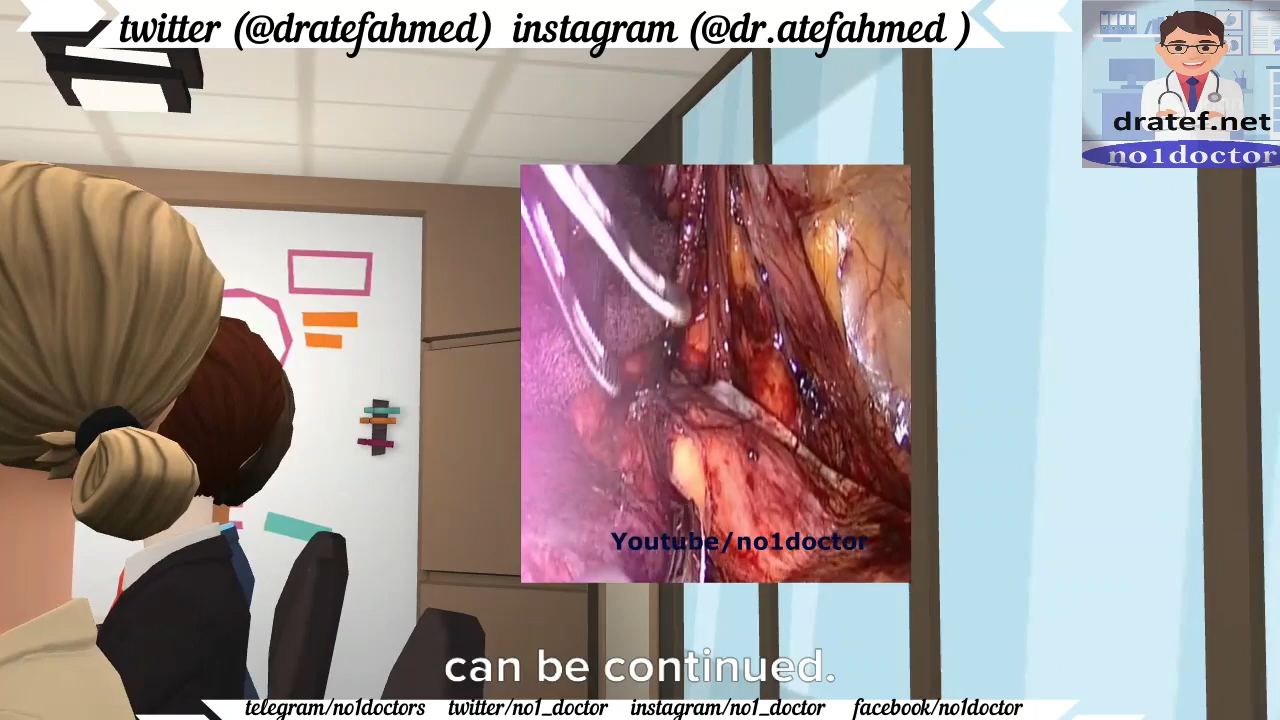 twitter (@dratefahmed) instagram (@dr.atefahmed )
dratef.net
no1doctor
Youtube/no1doctor
can be continued.
telegram/no1doctors twitter/no1_doctor instagram/no1_doctor facebook/no1doctor